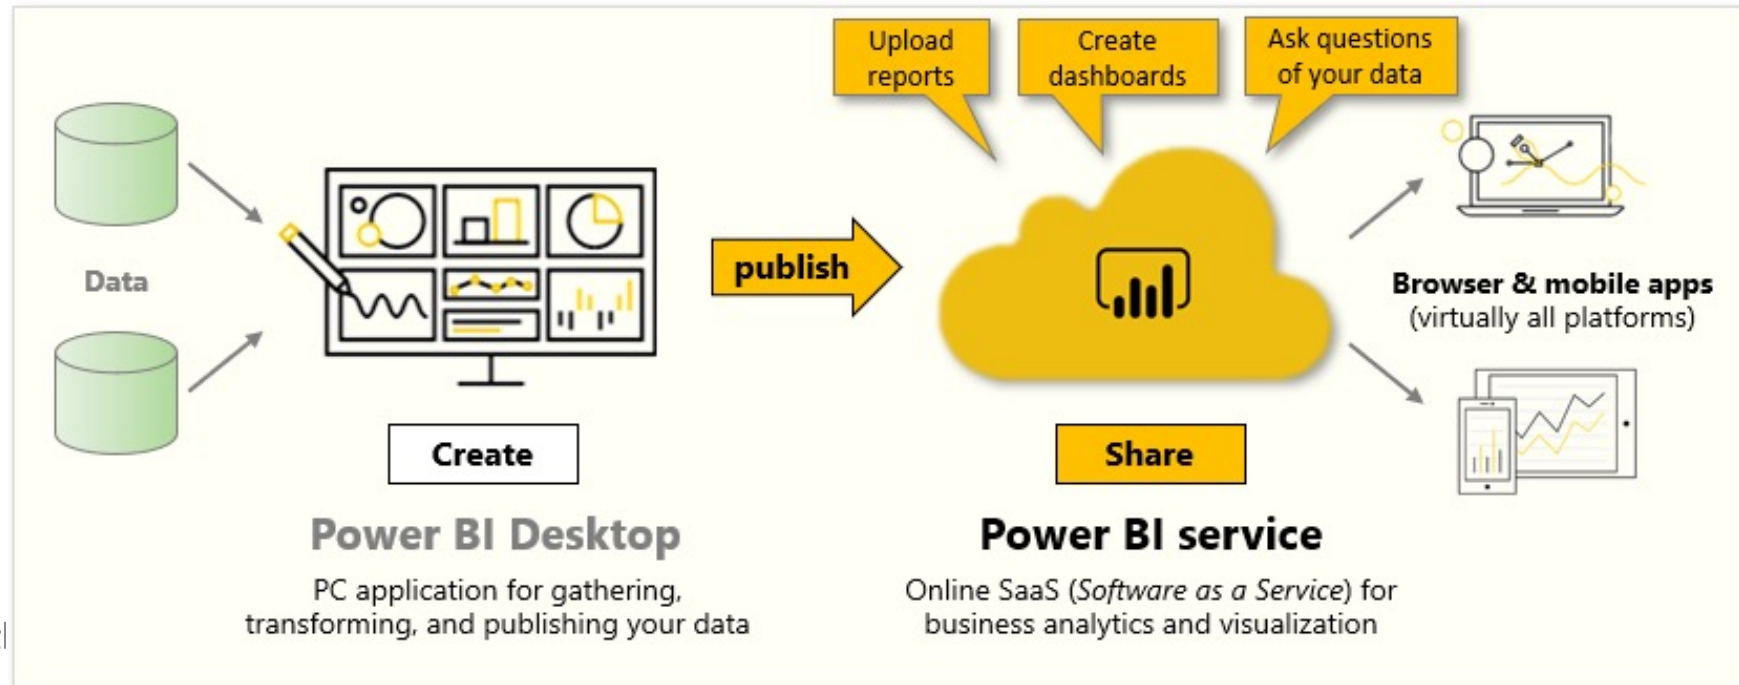 Upload
reports
Create
dashboards
Ask questions
of your data
Data
publish
Browser & mobile apps
(virtually all platforms)
Create
Share
Power BI Desktop
Power BI service
PC application for gathering,
transforming, and publishing your data
Online SaaS (Software as a Service) for
business analytics and visualization